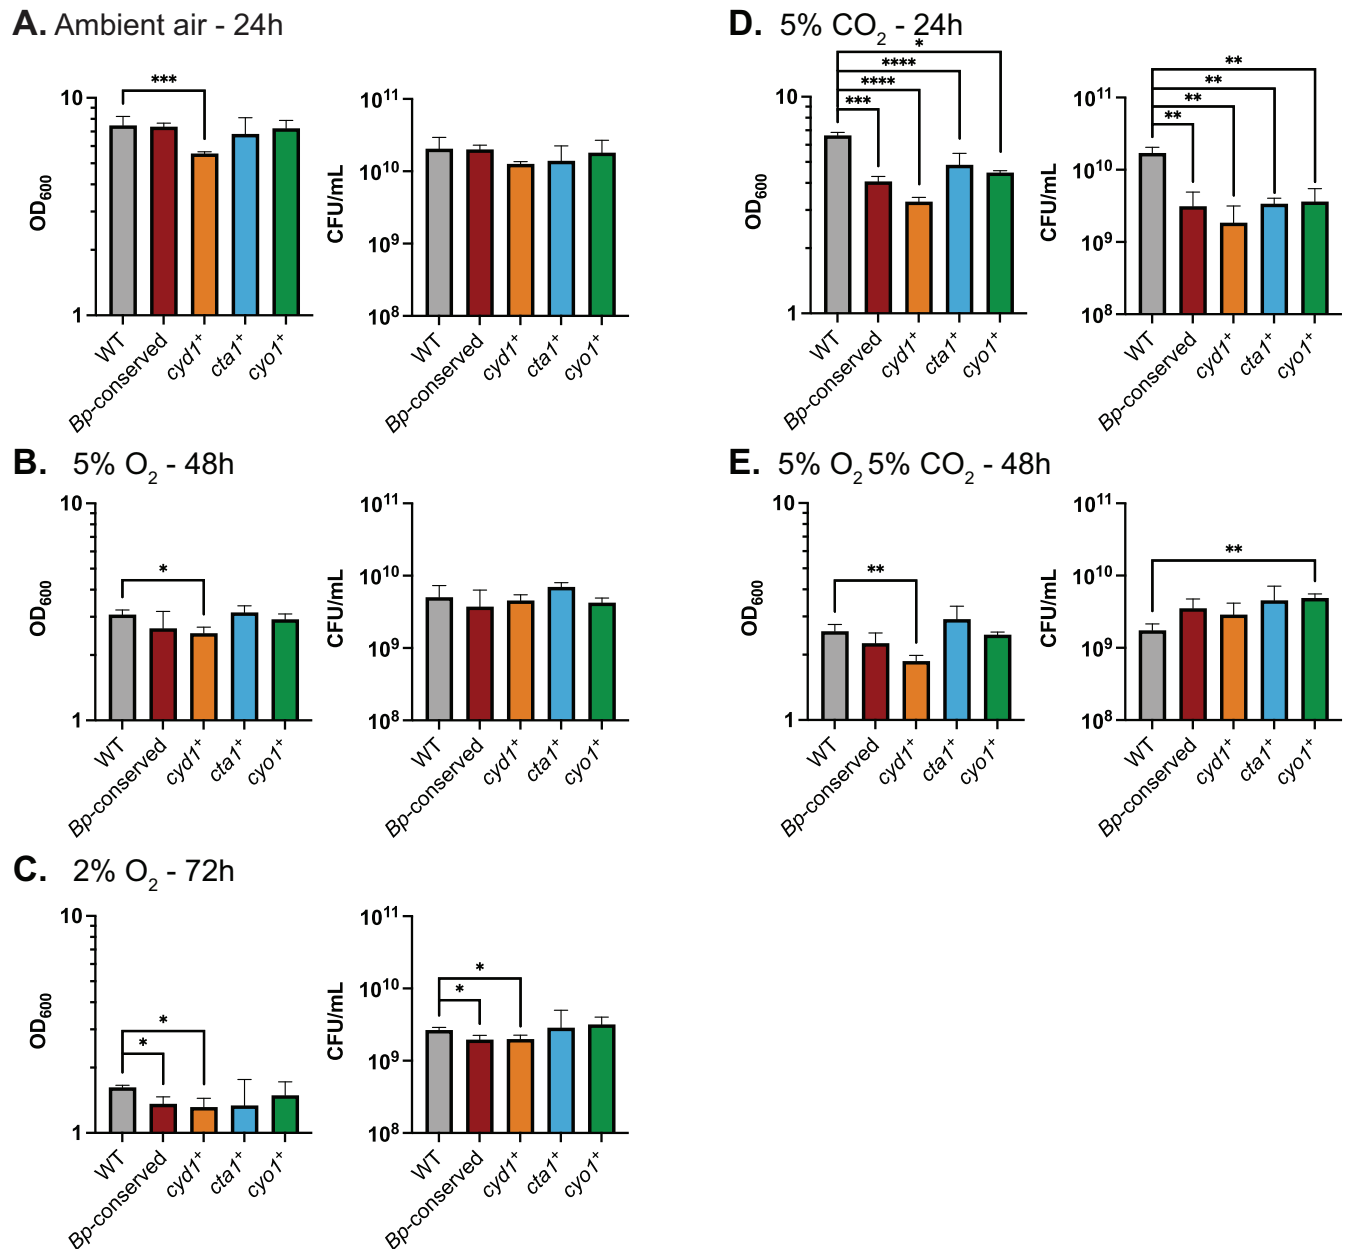 A. Ambient air - 24h
***
10
1
OD600
WT
Bp-conserved
cyd1+
cta1+
cyo1+
10^11
10^10
10^9
10^8
CFU/mL
WT
Bp-conserved
cyd1+
cta1+
cyo1+
B. 5% O2 - 48h
*
10
1
OD600
WT
Bp-conserved
cyd1+
cta1+
cyo1+
10^11
10^10
10^9
10^8
CFU/mL
WT
Bp-conserved
cyd1+
cta1+
cyo1+
C. 2% O2 - 72h
*
*
10
1
OD600
WT
Bp-conserved
cyd1+
cta1+
cyo1+
*
*
10^11
10^10
10^9
10^8
CFU/mL
WT
Bp-conserved
cyd1+
cta1+
cyo1+
D. 5% CO2 - 24h
*
****
****
***
10
1
OD600
WT
Bp-conserved
cyd1+
cta1+
cyo1+
**
**
**
**
10^11
10^10
10^9
10^8
CFU/mL
WT
Bp-conserved
cyd1+
cta1+
cyo1+
E. 5% O2 5% CO2 - 48h
**
10
1
OD600
WT
Bp-conserved
cyd1+
cta1+
cyo1+
**
10^11
10^10
10^9
10^8
CFU/mL
WT
Bp-conserved
cyd1+
cta1+
cyo1+